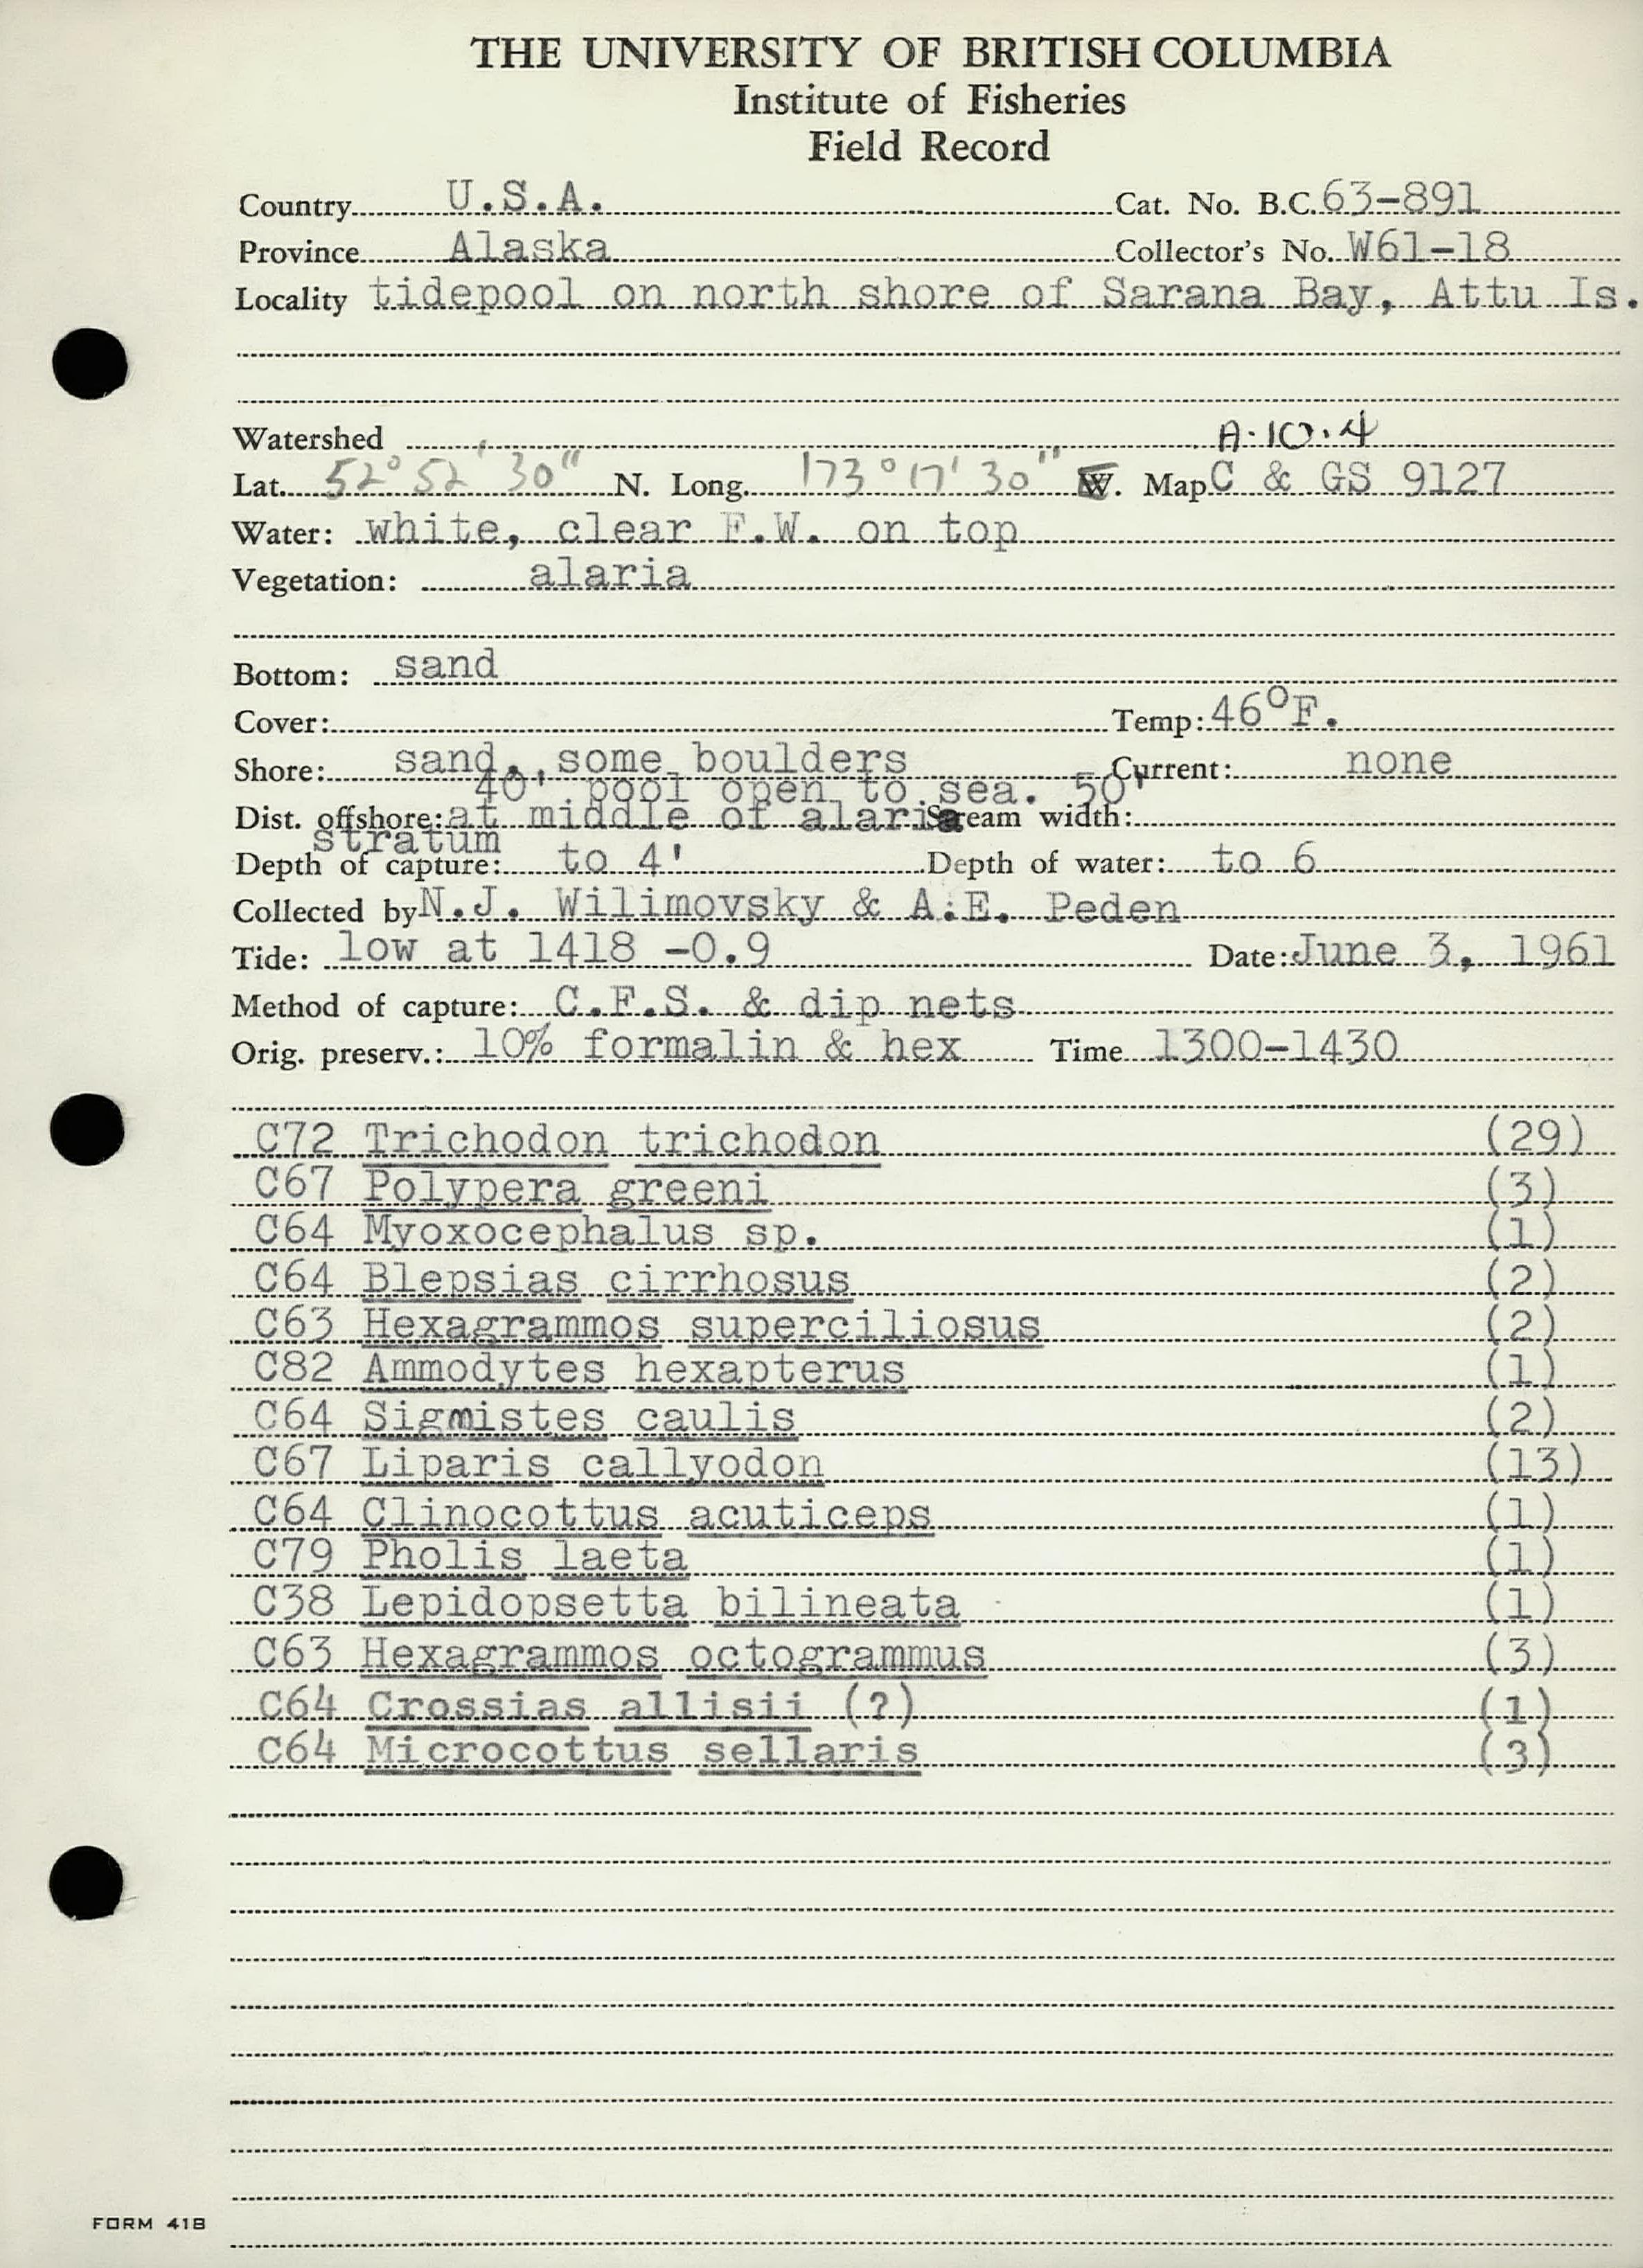 THE UNIVERSITY OF BRITISH COLUMBIA
Institute of Fisheries
Field Record
Country U.S.A. Cat. No. B.C. 63-891
Province Alaska Collector's No. W61-18
Locality tidepool on north shore of Sarana Bay, Attu Is.
Watershed A.10.4
Lat. 52° 52' 30" N. Long. 173° 17' 30" E. Map C & GS 9127
Water: white, clear F.W. on top
Vegetation: alaria
Bottom: sand
Cover: Temp: 46°F.
Shore: sand, some boulders Current: none
40' pool open to sea. 50'
Dist. offshore: at middle of alaria Stream width:
stratum
Depth of capture: to 4' Depth of water: to 6
Collected by N.J. Wilimovsky & A.E. Peden
Tide: low at 1418 -0.9 Date: June 3, 1961
Method of capture: C.F.S. & dip nets
Orig. preserv.: 10% formalin & hex Time 1300-1430
C72 Trichodon trichodon (29)
C67 Polypera greeni (3)
C64 Myoxocephalus sp. (1)
C64 Blepsias cirrhosus (2)
C63 Hexagrammos superciliosus (2)
C82 Ammodytes hexapterus (1)
C64 Sigmistes caulis (2)
C67 Liparis callyodon (13)
C64 Clinocottus acuticeps (1)
C79 Pholis laeta (1)
C38 Lepidopsetta bilineata (1)
C63 Hexagrammos octogrammus (3)
C64 Crossias allisii (?) (1)
C64 Microcottus sellaris (3)
FORM 41B